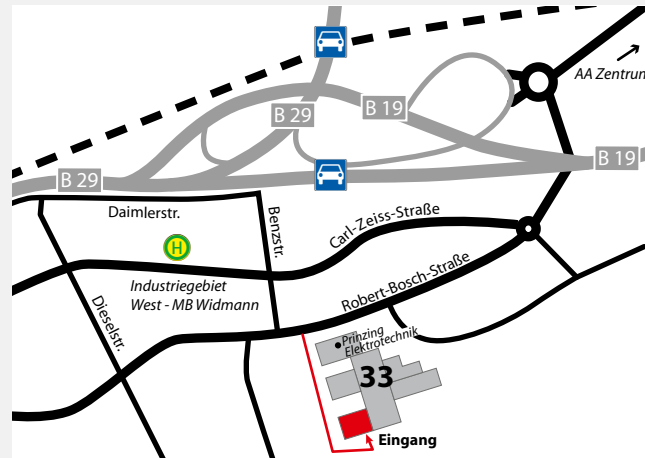 AA Zentrum
B 29
B 19
B 19
B 29
Daimlerstr.
Benzstr.
Carl-Zeiss-Straße
H
Industriegebiet
West - MB Widmann
Robert-Bosch-Straße
Dieselstr.
Prinzing
Elektrotechnik
33
Eingang